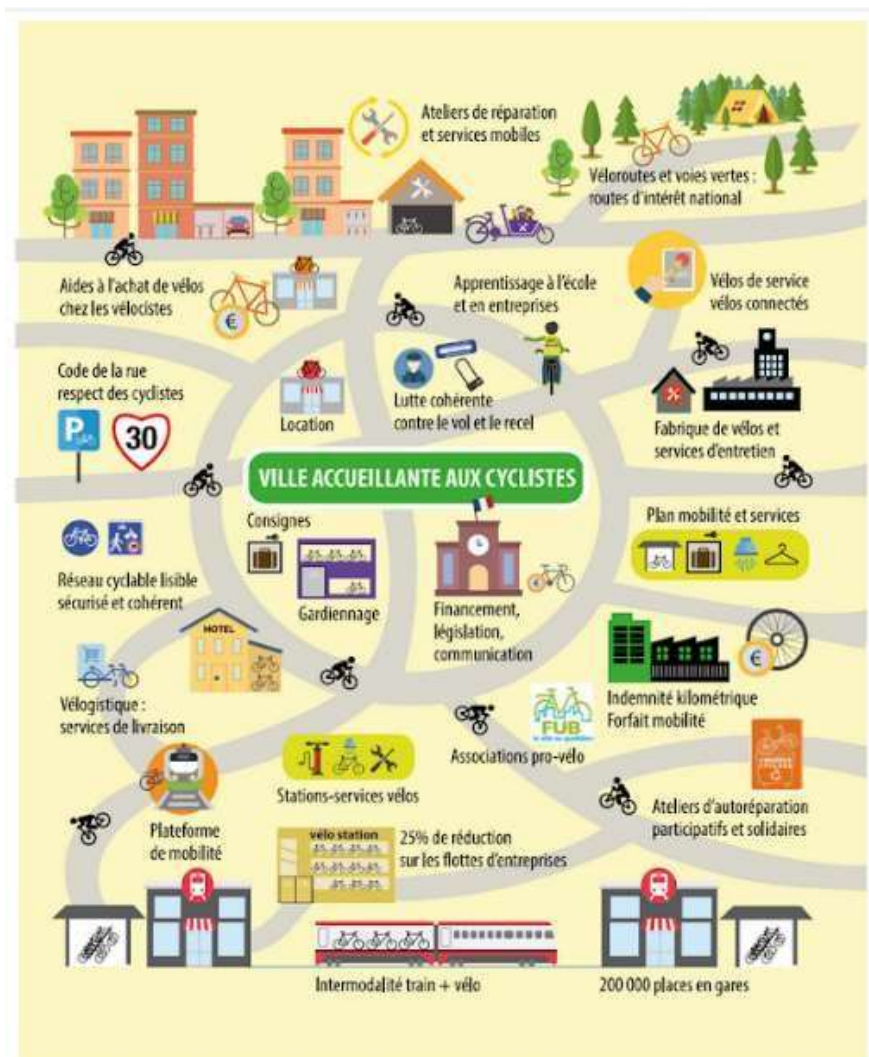 Ateliers de réparation
et services mobiles
Véloroutes et voies vertes :
routes d'intérêt national
Aides à l'achat de vélos
chez les vélocistes
€
Apprentissage à l'école
et en entreprises
Vélos de service
vélos connectés
Code de la rue
respect des cyclistes
P
30
Location
Lutte cohérente
contre le vol et le recel
Fabrique de vélos et
services d'entretien
VILLE ACCUEILLANTE AUX CYCLISTES
Consignes
Gardiennage
Financement,
législation,
communication
Plan mobilité et services
Réseau cyclable lisible
sécurisé et cohérent
HOTEL
Vélogistique :
services de livraison
€
Indemnité kilométrique
Forfait mobilité
FUB
Associations pro-vélo
Stations-services vélos
Ateliers d'autoréparation
participatifs et solidaires
Plateforme
de mobilité
vélo station
25% de réduction
sur les flottes d'entreprises
Intermodalité train + vélo
200 000 places en gares